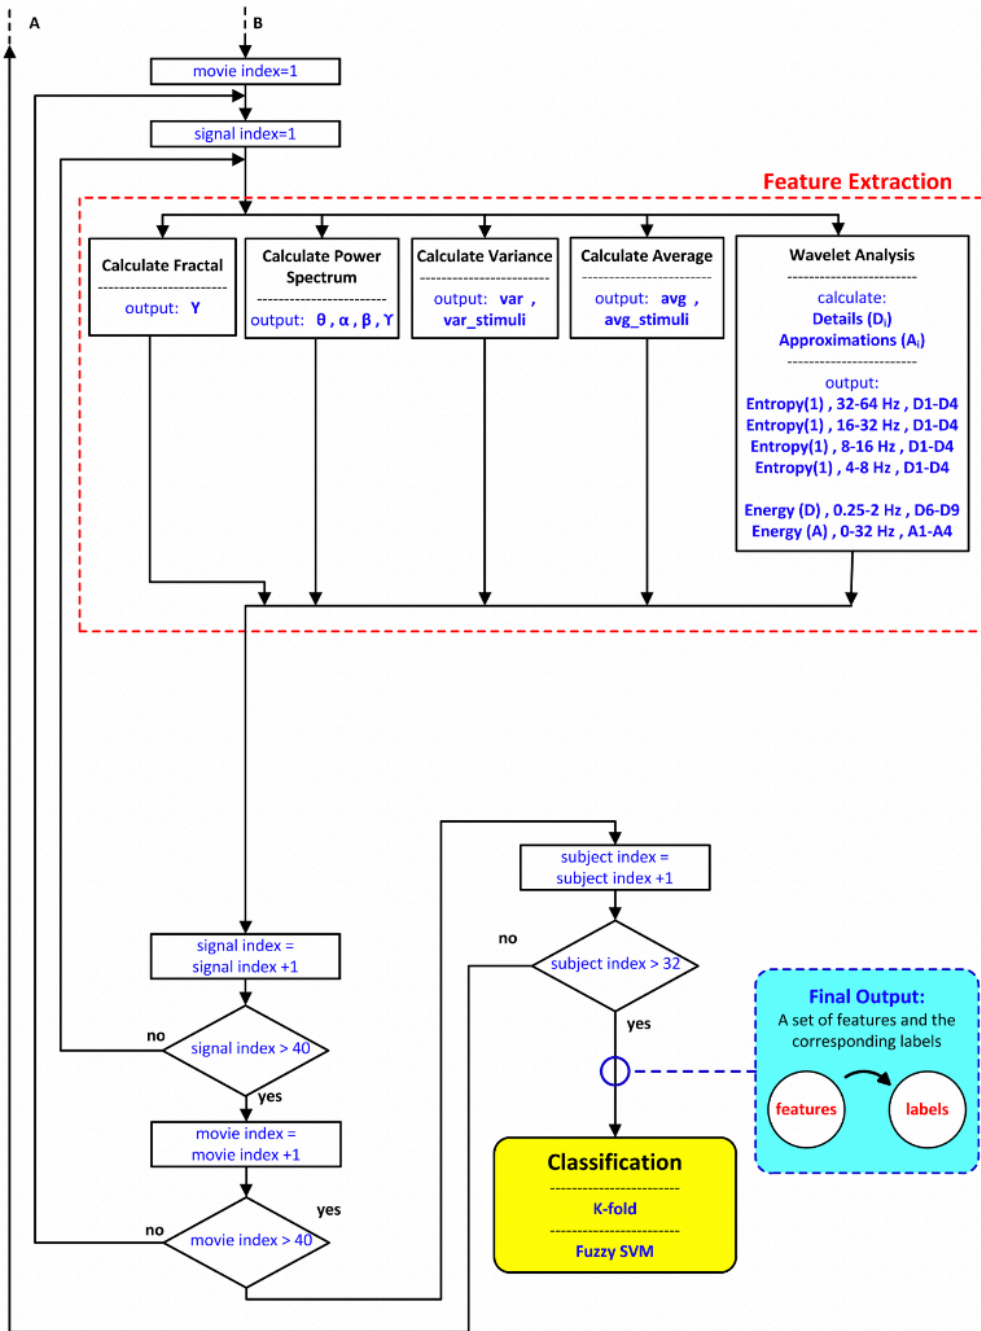 A
B
movie index=1
signal index=1
Feature Extraction
Calculate Fractal
output: Y
Calculate Power
Spectrum
output: θ , α , β , ϒ
Calculate Variance
output: var ,
var_stimuli
Calculate Average
output: avg ,
avg_stimuli
Wavelet Analysis
calculate:
Details (Dᵢ)
Approximations (Aᵢ)
output:
Entropy(1) , 32-64 Hz , D1-D4
Entropy(1) , 16-32 Hz , D1-D4
Entropy(1) , 8-16 Hz , D1-D4
Entropy(1) , 4-8 Hz , D1-D4
Energy (D) , 0.25-2 Hz , D6-D9
Energy (A) , 0-32 Hz , A1-A4
subject index =
subject index +1
no
subject index > 32
yes
signal index =
signal index +1
no
signal index > 40
yes
movie index =
movie index +1
no
yes
movie index > 40
Final Output:
A set of features and the
corresponding labels
features
labels
Classification
K-fold
Fuzzy SVM